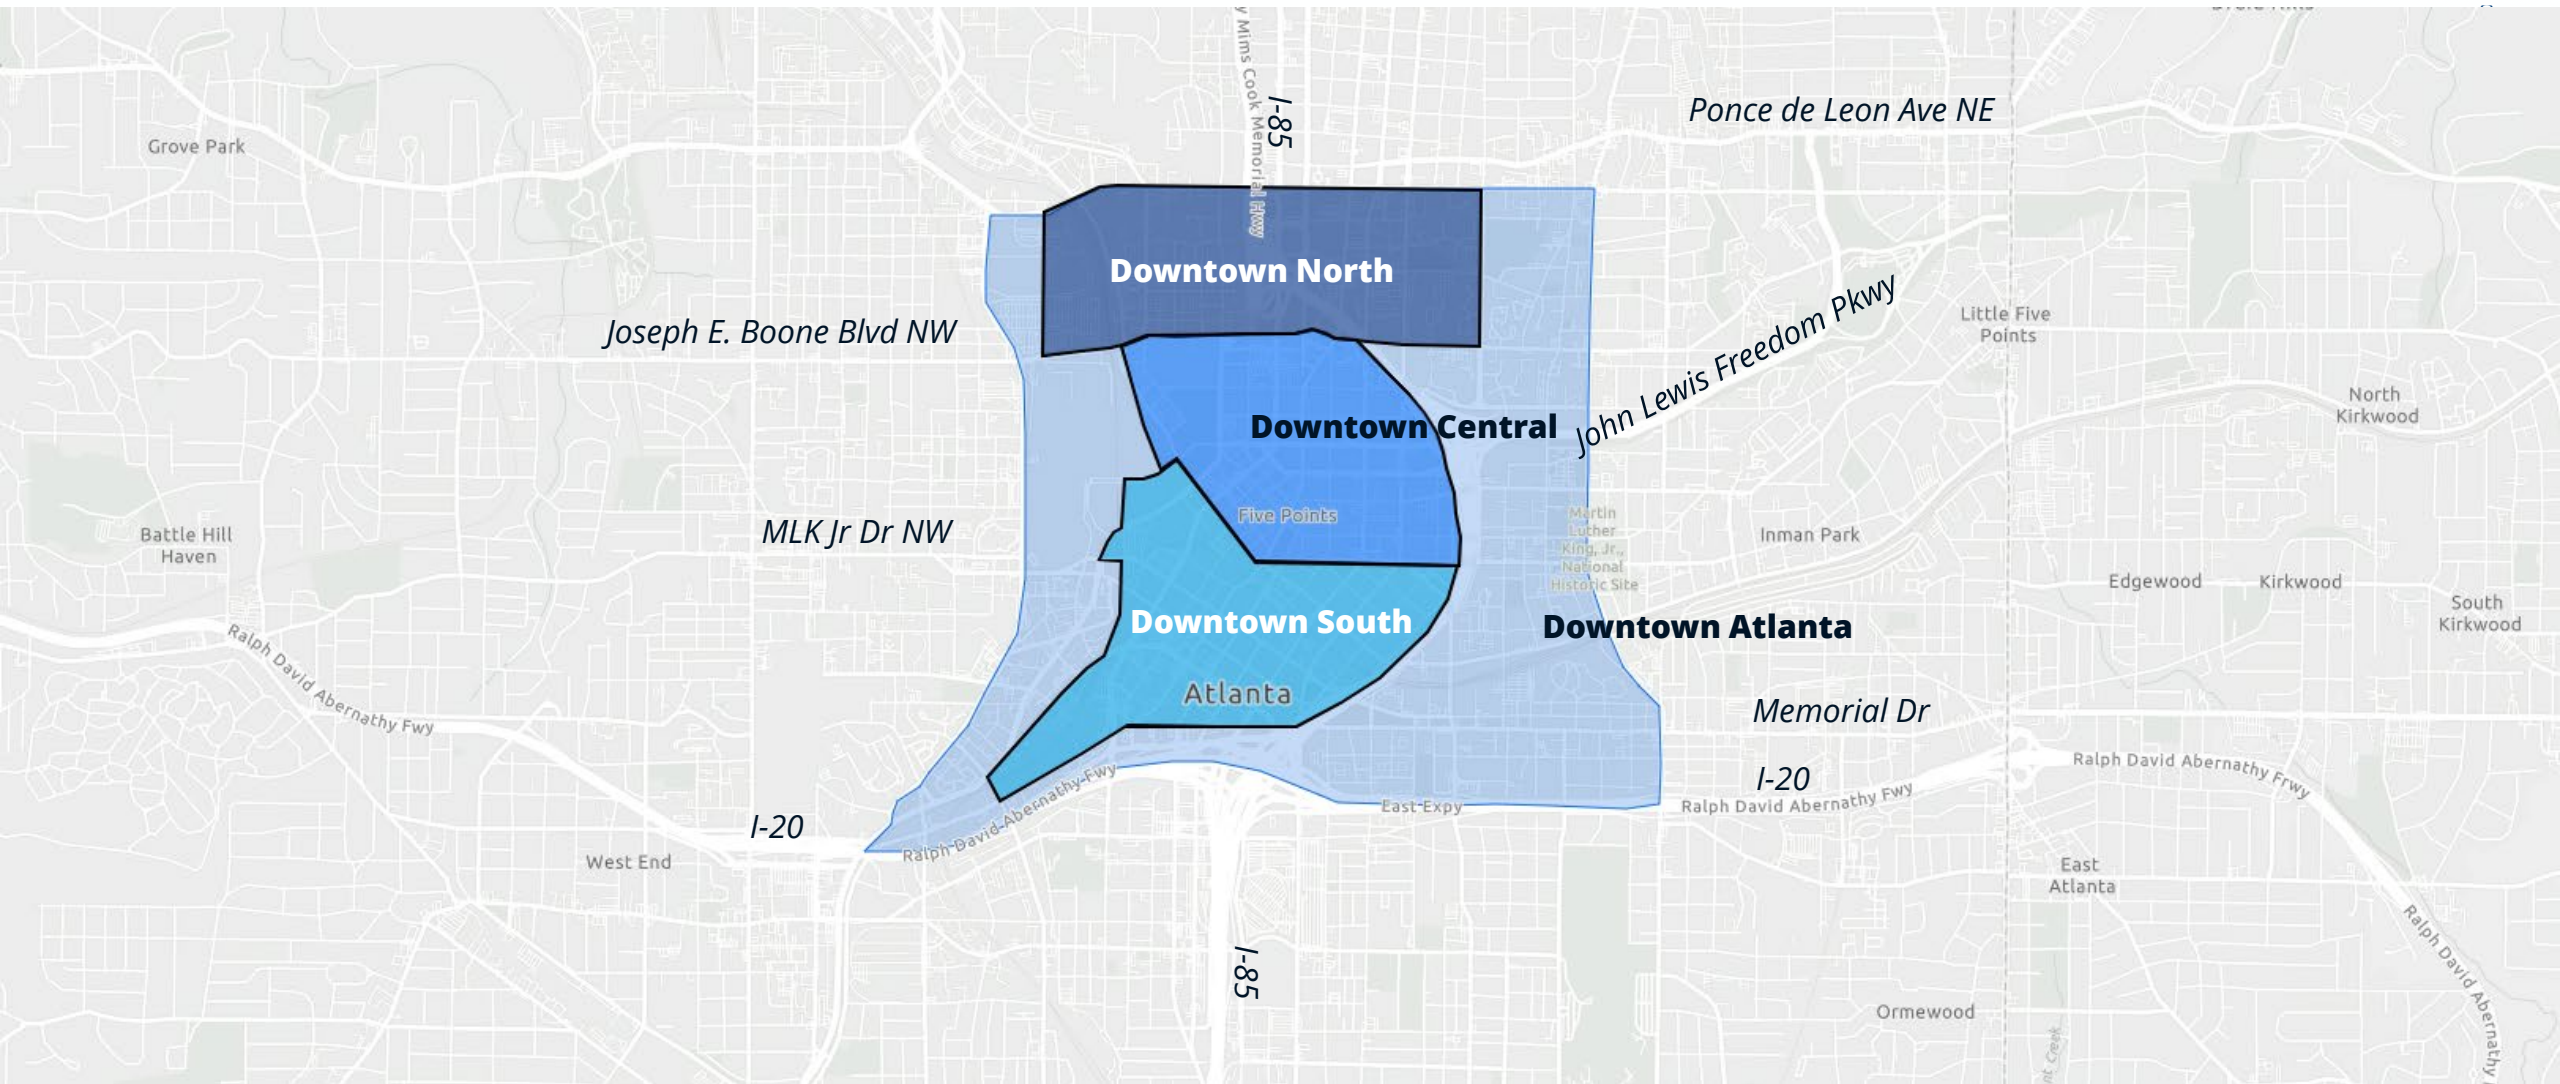 y Mims Cook Memorial Hwy
I-85
Ponce de Leon Ave NE
Grove Park
Downtown North
Joseph E. Boone Blvd NW
John Lewis Freedom Pkwy
Little Five
Points
North
Kirkwood
Downtown Central
Five Points
MLK Jr Dr NW
Battle Hill
Haven
Martin
Luther
King, Jr.,
National
Historic Site
Inman Park
Edgewood
Kirkwood
South
Kirkwood
Downtown South
Downtown Atlanta
Ralph David Abernathy Fwy
Atlanta
Memorial Dr
I-20
Ralph David Abernathy Frwy
Ralph David Abernathy Fwy
East Expy
Ralph David Abernathy Fwy
I-20
West End
East
Atlanta
I-85
Ralph David Abernathy
Ormewood
Creek